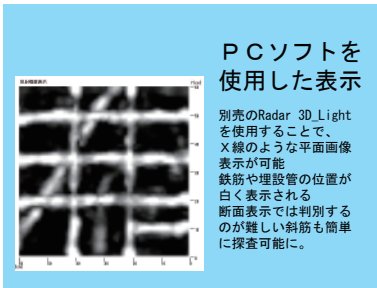 ＰＣソフトを
使用した表示
別売のRadar 3D_Light
を使用することで、
Ｘ線のような平面画像
表示が可能
鉄筋や埋設管の位置が
白く表示される
断面表示では判別する
のが難しい斜筋も簡単
に探査可能に。